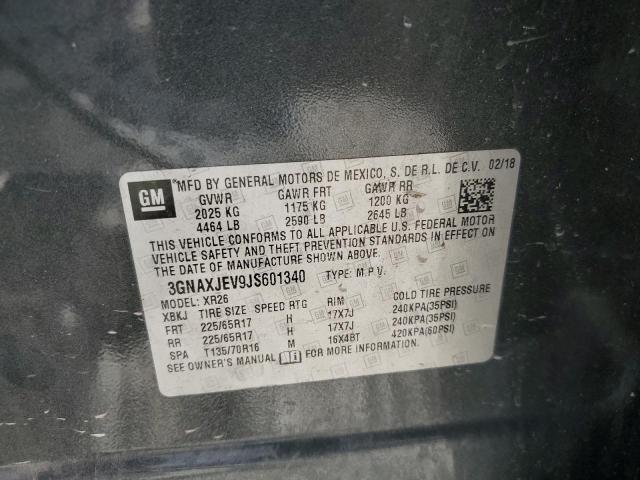 GM
*MFD BY GENERAL MOTORS DE MEXICO, S. DE R.L. DE C.V. 02/18
GVWR GAWR FRT GAWR RR
2025 KG 1175 KG 1200 KG
4464 LB 2590 LB 2645 LB
THIS VEHICLE CONFORMS TO ALL APPLICABLE U.S. FEDERAL MOTOR
VEHICLE SAFETY AND THEFT PREVENTION STANDARDS IN EFFECT ON THE
DATE OF MANUFACTURE SHOWN ABOVE.
3GNAXJEV9JS601340 TYPE: M.P.V.
MODEL: XR26
XBKJ TIRE SIZE SPEED RTG RIM COLD TIRE PRESSURE
FRT 225/65R17 H 17X7J 240KPA(35PSI)
RR 225/65R17 H 17X7J 240KPA(35PSI)
SPA T135/70R16 M 16X4BT 420KPA(60PSI)
SEE OWNER'S MANUAL FOR MORE INFORMATION.